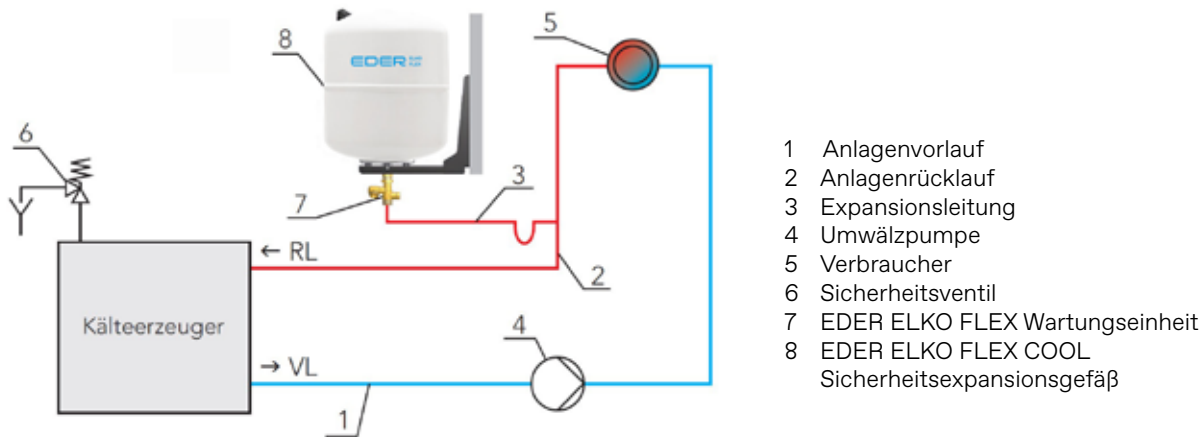 8
EDER
5
6
7
3
← RL
2
Kälteerzeuger
4
→ VL
1
1 Anlagenvorlauf
2 Anlagenrücklauf
3 Expansionsleitung
4 Umwälzpumpe
5 Verbraucher
6 Sicherheitsventil
7 EDER ELKO FLEX Wartungseinheit
8 EDER ELKO FLEX COOL
Sicherheitsexpansionsgefäß